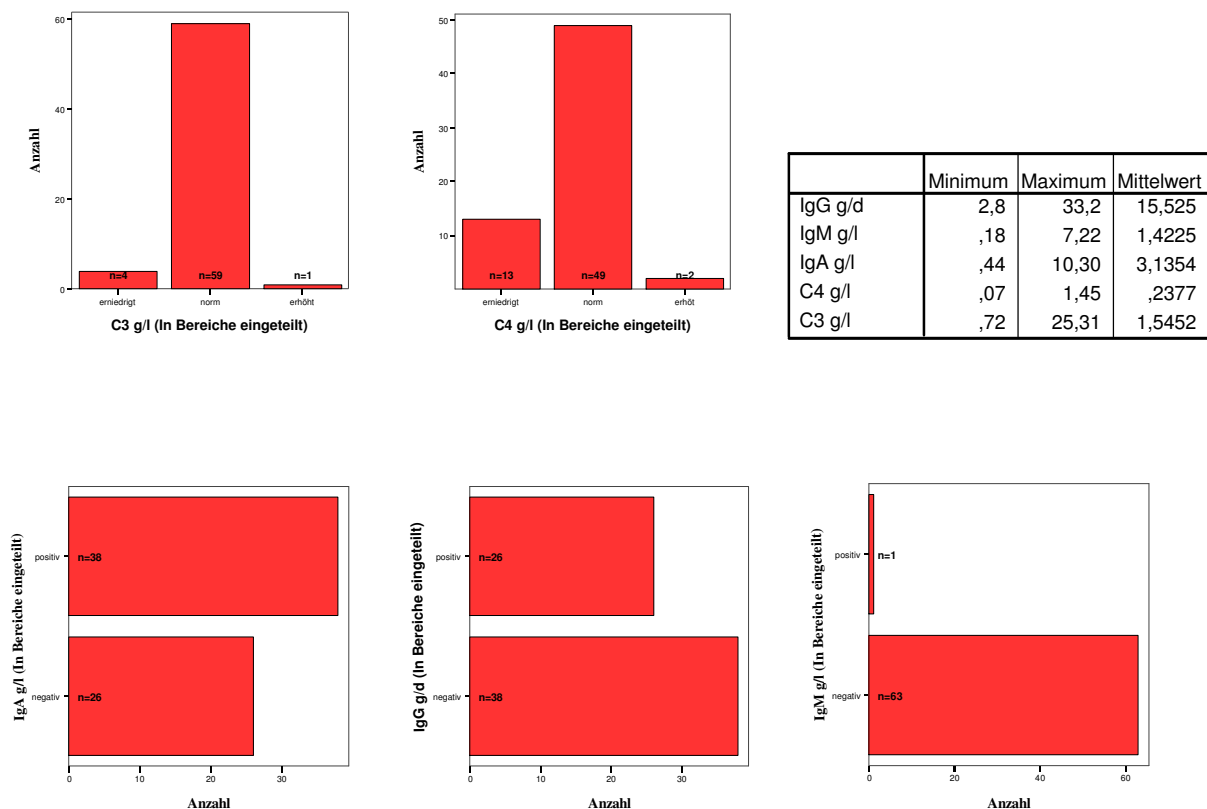 Anzahl
60
40
20
0
n=4
n=59
n=1
erniedrigt
norm
erhöht
C3 g/l (In Bereiche eingeteilt)
Anzahl
50
40
30
20
10
n=13
n=49
n=2
erniedrigt
norm
erhöt
C4 g/l (In Bereiche eingeteilt)
Minimum Maximum Mittelwert
IgG g/d 2,8 33,2 15,525
IgM g/l ,18 7,22 1,4225
IgA g/l ,44 10,30 3,1354
C4 g/l ,07 1,45 ,2377
C3 g/l ,72 25,31 1,5452
IgA g/l (In Bereiche eingeteilt)
positiv
n=38
negativ
n=26
0 10 20 30
Anzahl
IgG g/d (In Bereiche eingeteilt)
positiv
n=26
negativ
n=38
0 10 20 30
Anzahl
IgM g/l (In Bereiche eingeteilt)
positiv
n=1
negativ
n=63
0 20 40 60
Anzahl